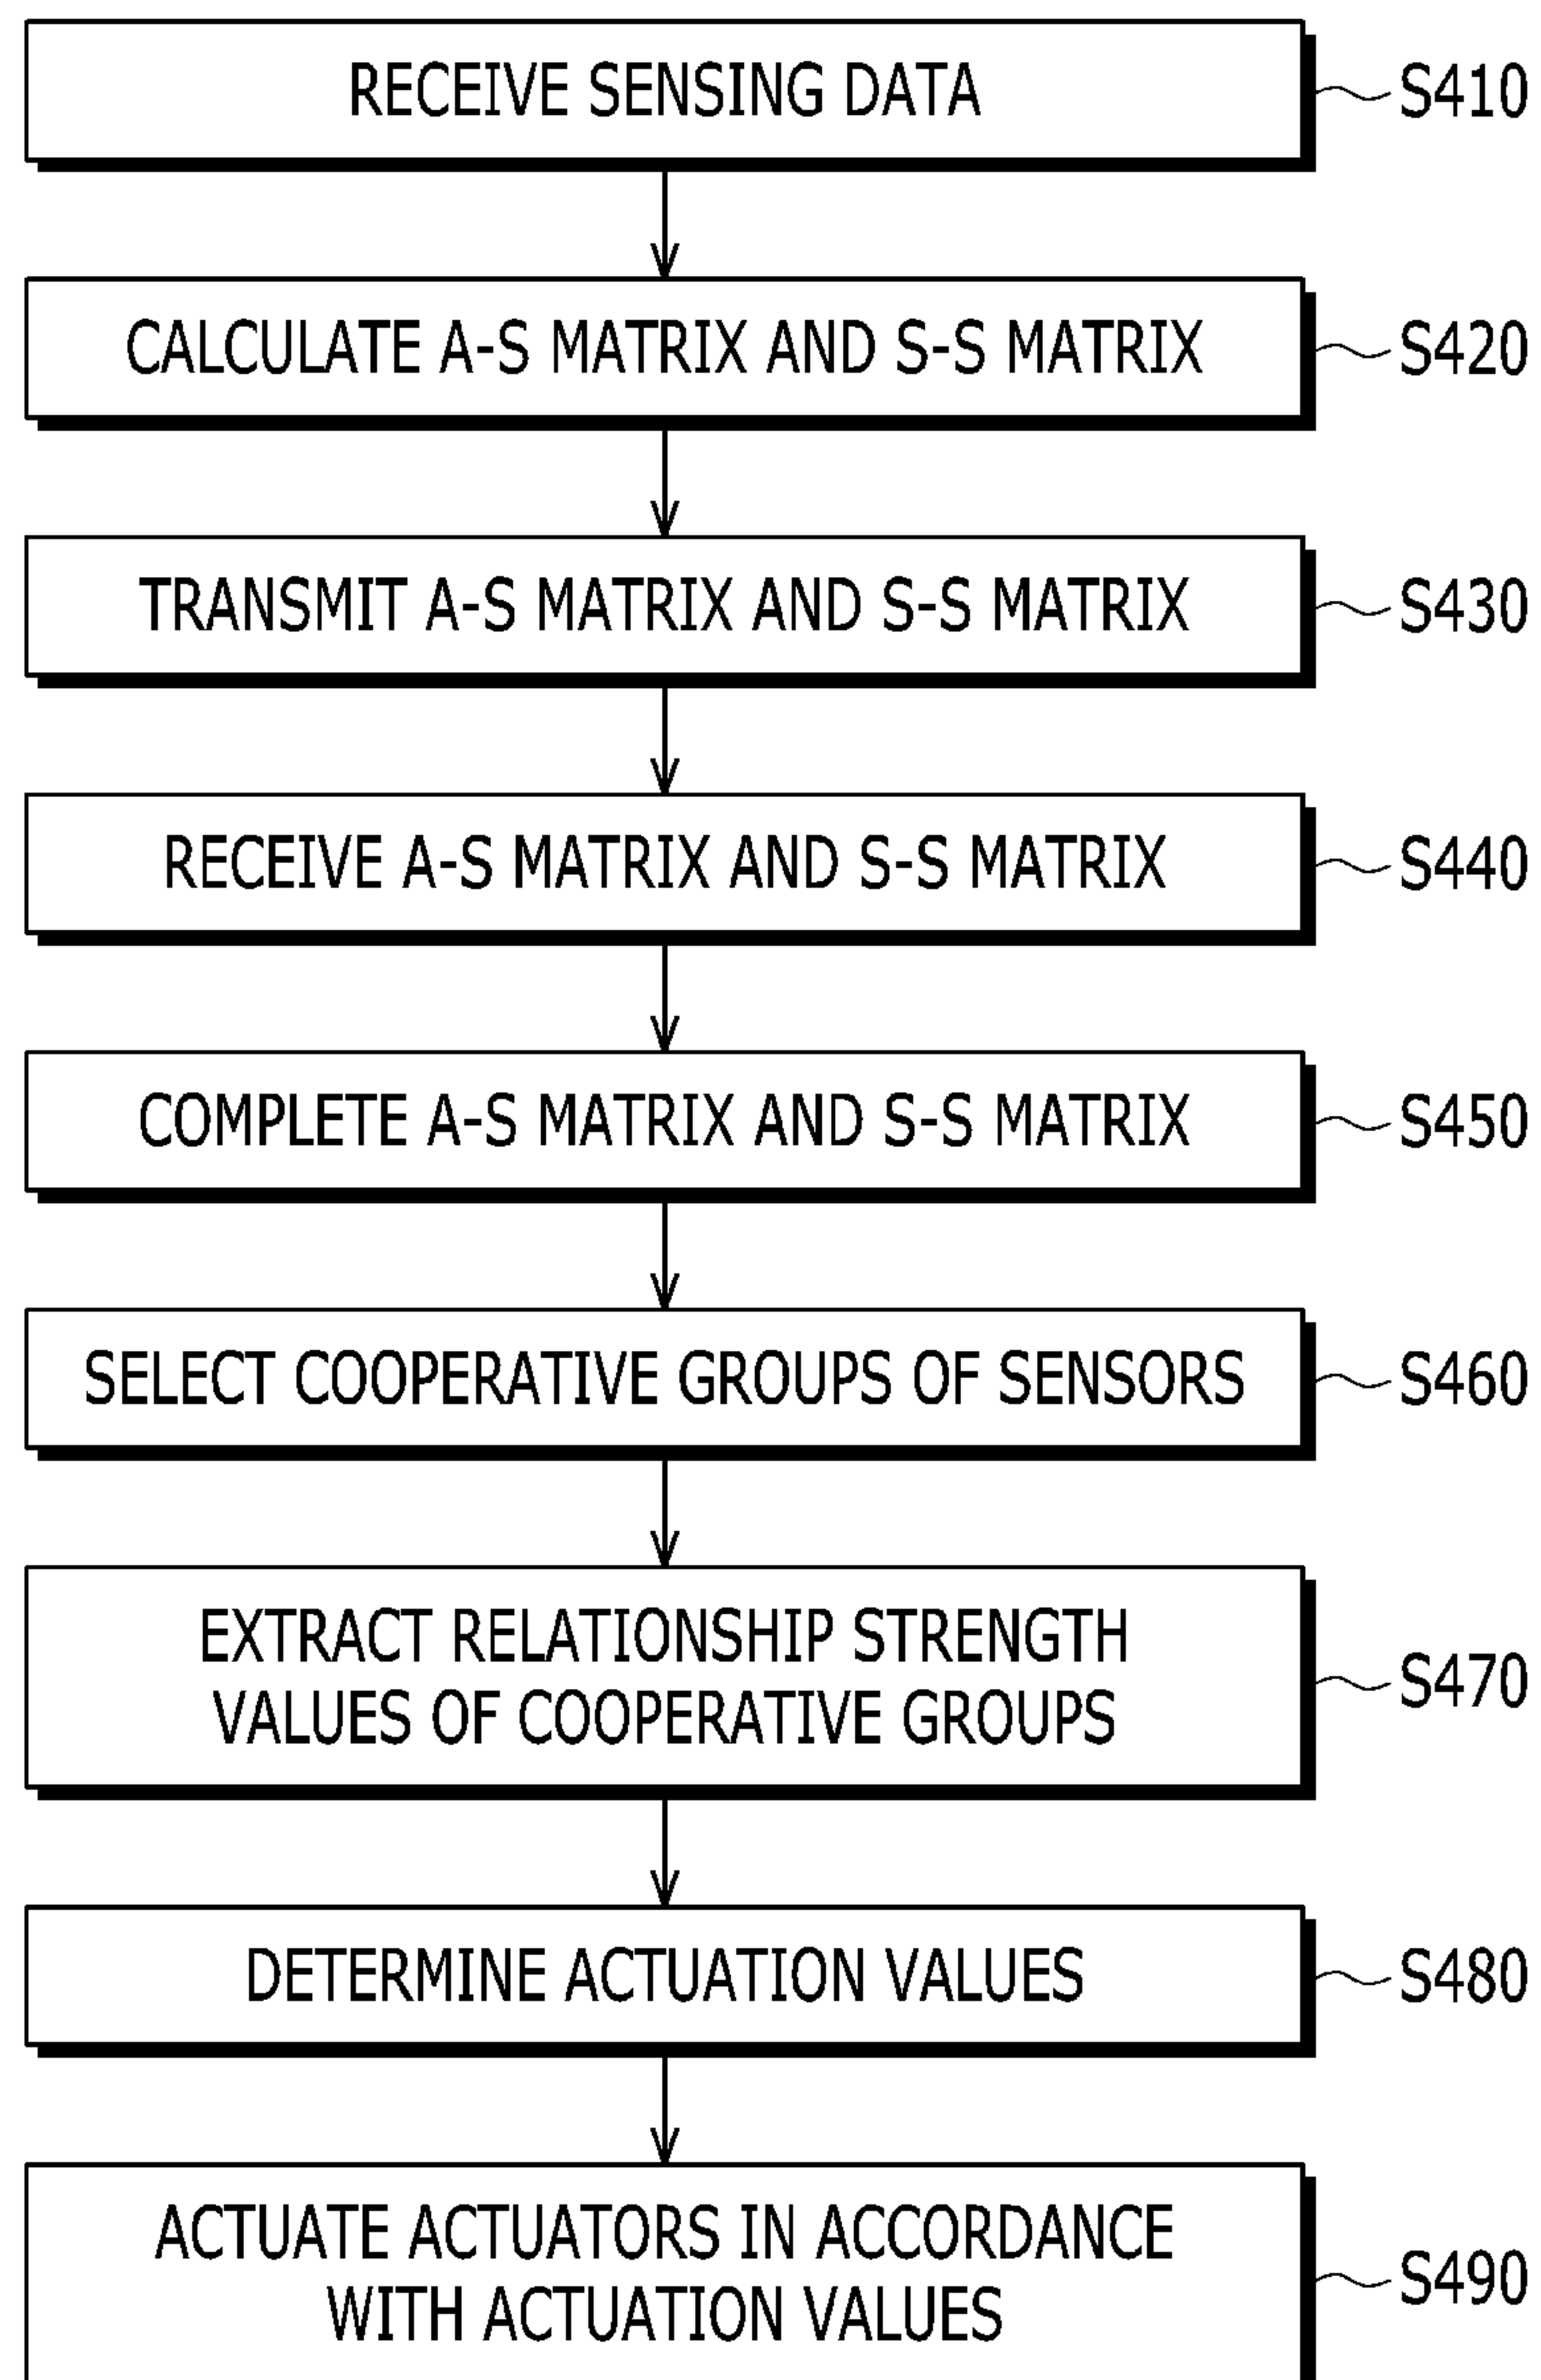 RECEIVE SENSING DATA
S410
CALCULATE A-S MATRIX AND S-S MATRIX
S420
TRANSMIT A-S MATRIX AND S-S MATRIX
S430
RECEIVE A-S MATRIX AND S-S MATRIX
S440
COMPLETE A-S MATRIX AND S-S MATRIX
S450
SELECT COOPERATIVE GROUPS OF SENSORS
S460
EXTRACT RELATIONSHIP STRENGTH
VALUES OF COOPERATIVE GROUPS
S470
DETERMINE ACTUATION VALUES
S480
ACTUATE ACTUATORS IN ACCORDANCE
WITH ACTUATION VALUES
S490